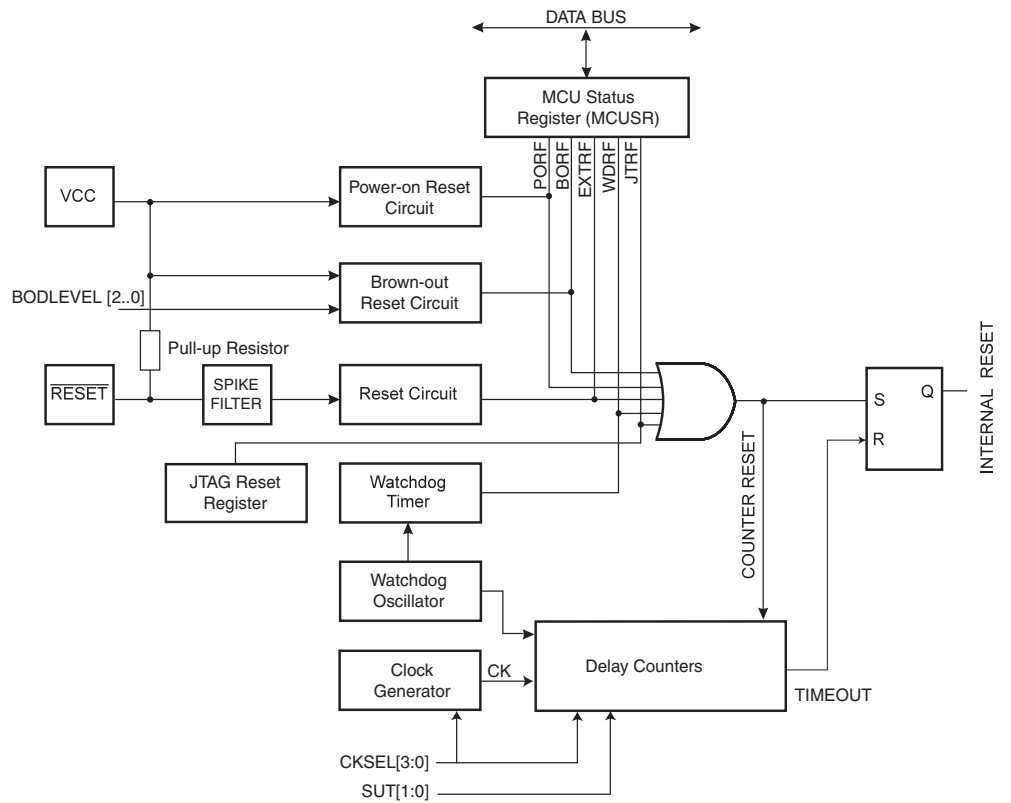 DATA BUS
MCU Status
Register (MCUSR)
PORF
BORF
EXTRF
WDRF
JTRF
VCC
Power-on Reset
Circuit
BODLEVEL [2..0]
Brown-out
Reset Circuit
Pull-up Resistor
RESET
SPIKE
FILTER
Reset Circuit
S
Q
R
INTERNAL RESET
COUNTER RESET
JTAG Reset
Register
Watchdog
Timer
Watchdog
Oscillator
Clock
Generator
CK
Delay Counters
TIMEOUT
CKSEL[3:0]
SUT[1:0]